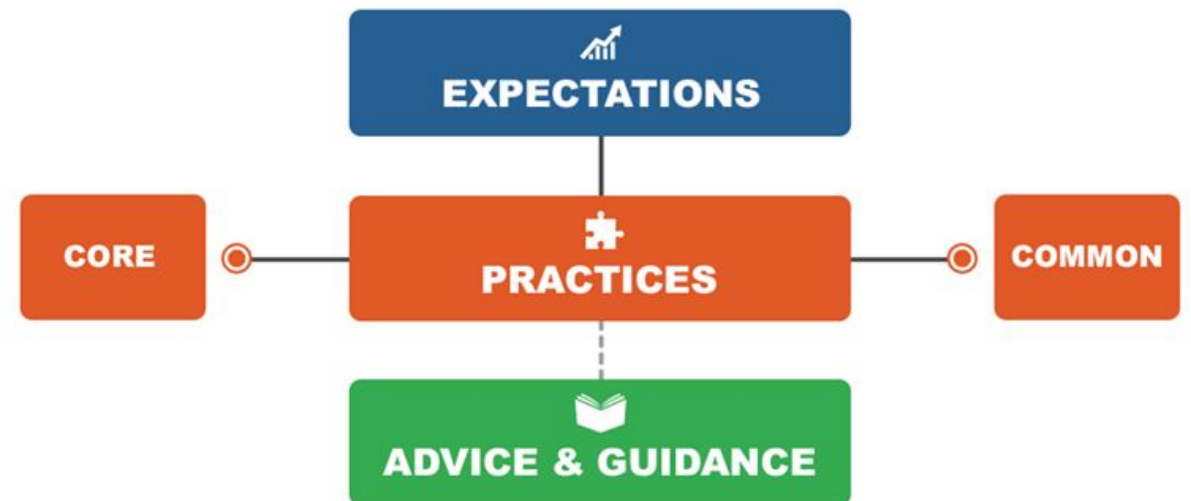 EXPECTATIONS
CORE
PRACTICES
COMMON
ADVICE & GUIDANCE